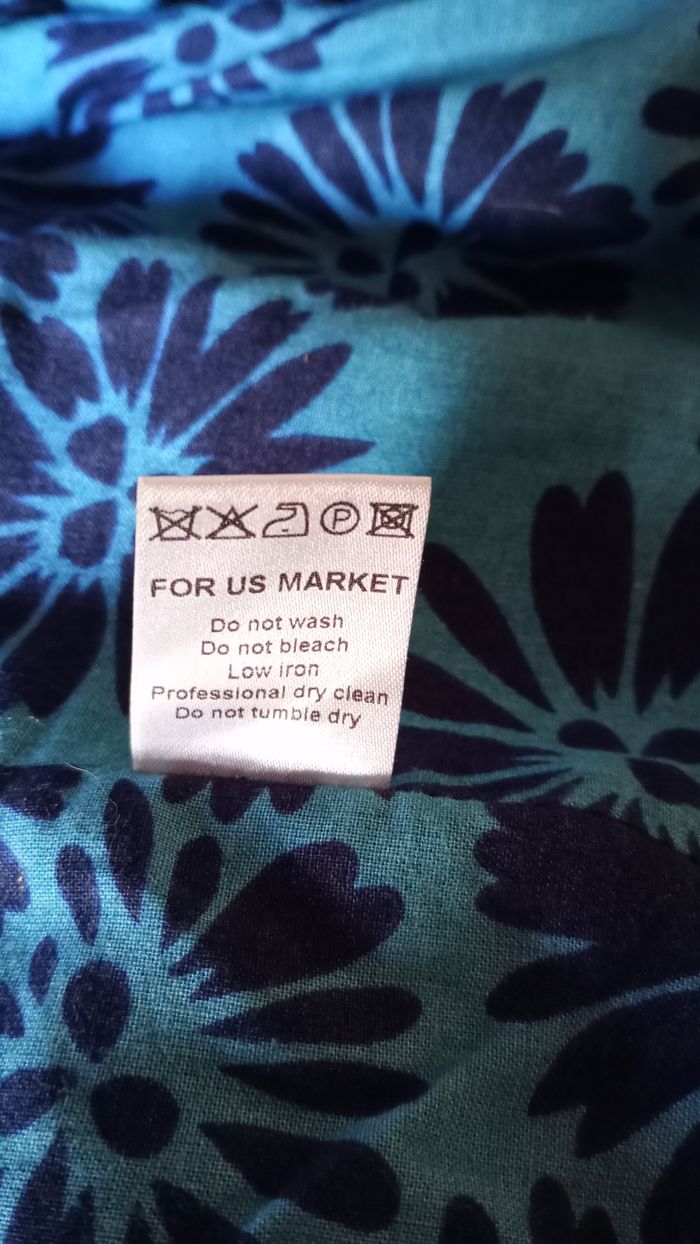 P
FOR US MARKET
Do not wash
Do not bleach
Low iron
Professional dry clean
Do not tumble dry